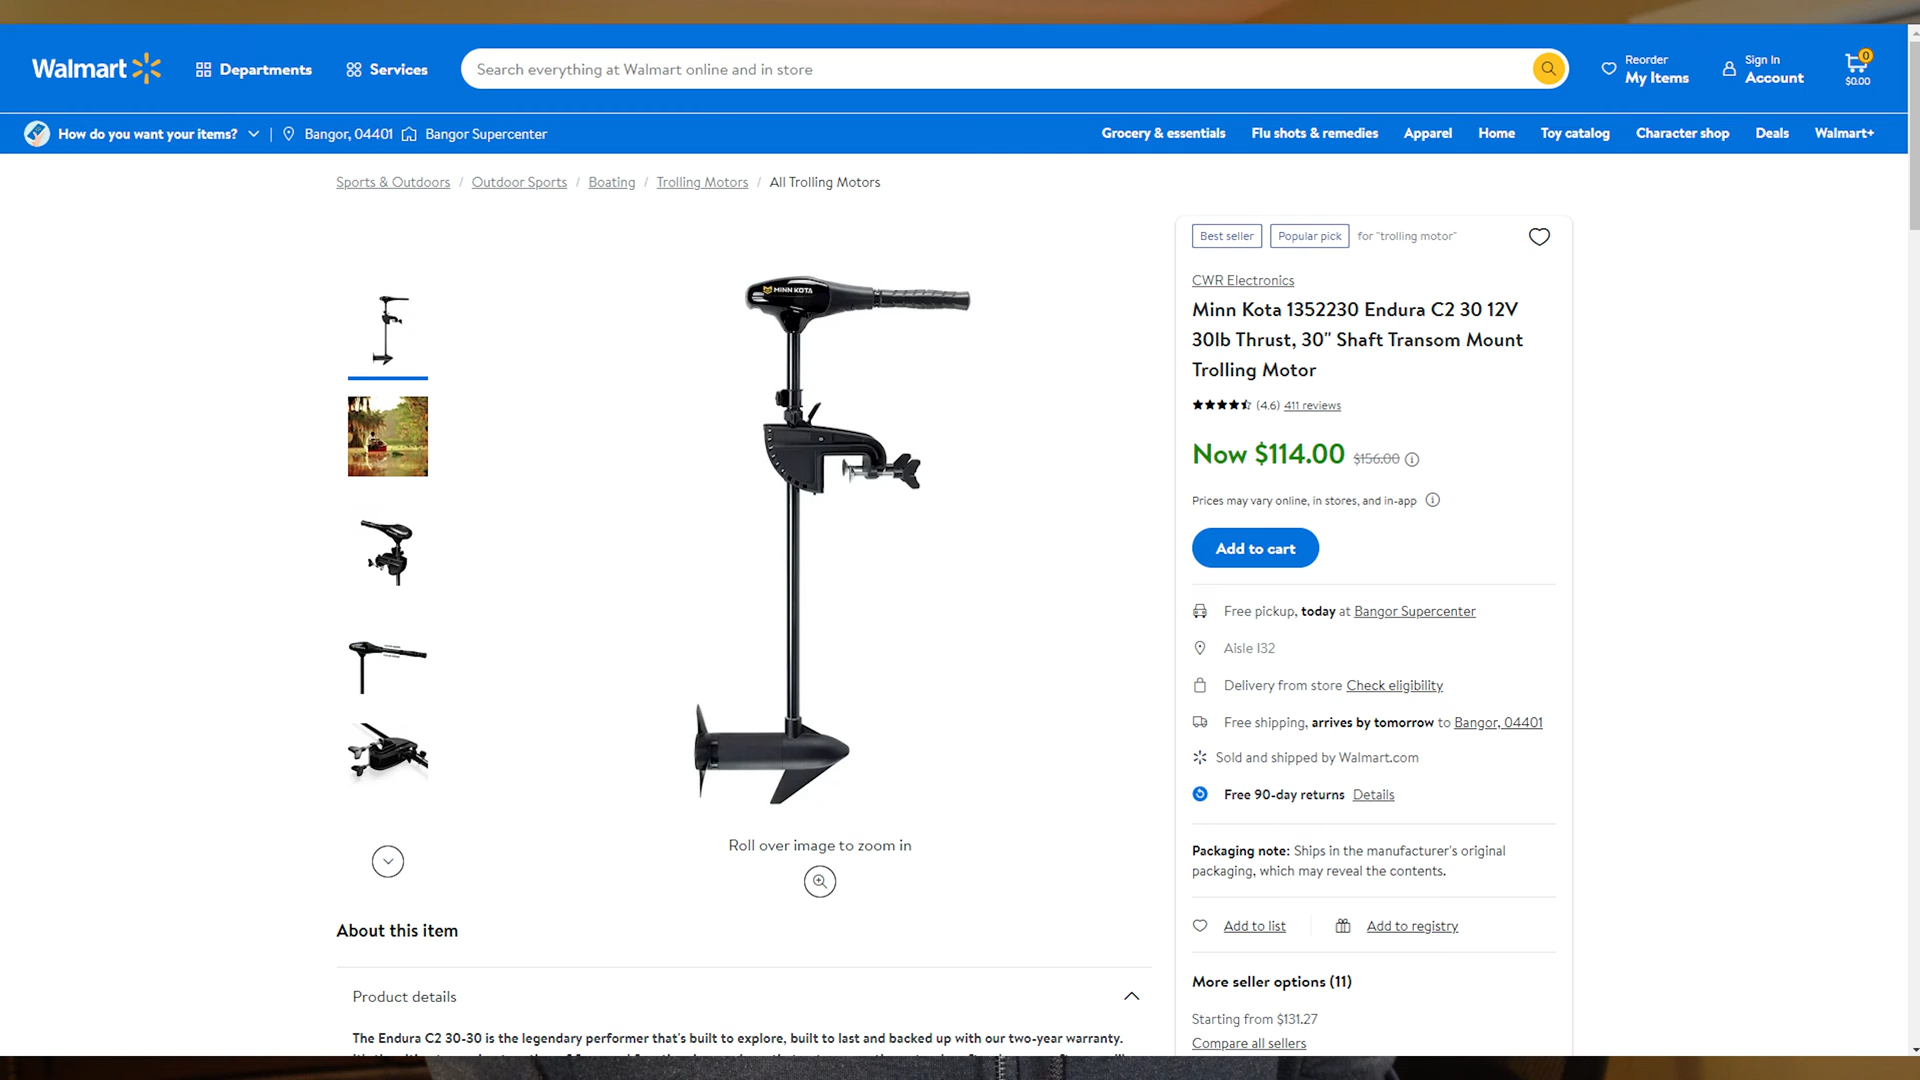 Walmart
Departments
Services
Search everything at Walmart online and in store
Reorder
My Items
Sign In
Account
0
$0.00
How do you want your items? | Bangor, 04401 Bangor Supercenter
Grocery & essentials Flu shots & remedies Apparel Home Toy catalog Character shop Deals Walmart+
Sports & Outdoors / Outdoor Sports / Boating / Trolling Motors / All Trolling Motors
MINN KOTA
Roll over image to zoom in
Best seller Popular pick for "trolling motor"
CWR Electronics
Minn Kota 1352230 Endura C2 30 12V
30lb Thrust, 30" Shaft Transom Mount
Trolling Motor
(4.6) 411 reviews
Now $114.00 $156.00
Prices may vary online, in stores, and in-app
Add to cart
Free pickup, today at Bangor Supercenter
Aisle I32
Delivery from store Check eligibility
Free shipping, arrives by tomorrow to Bangor, 04401
Sold and shipped by Walmart.com
Free 90-day returns Details
Packaging note: Ships in the manufacturer's original
packaging, which may reveal the contents.
Add to list Add to registry
More seller options (11)
Starting from $131.27
Compare all sellers
About this item
Product details
The Endura C2 30-30 is the legendary performer that's built to explore, built to last and backed up with our two-year warranty.